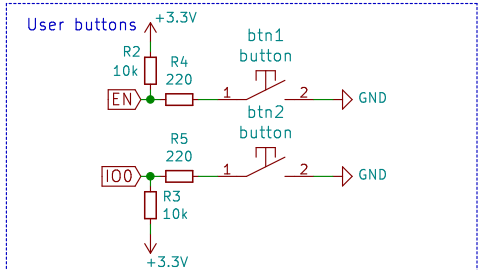 User buttons
+3.3V
btn1
button
R2
10k
R4
220
EN
1
2
GND
btn2
button
R5
220
IO0
1
2
GND
R3
10k
+3.3V